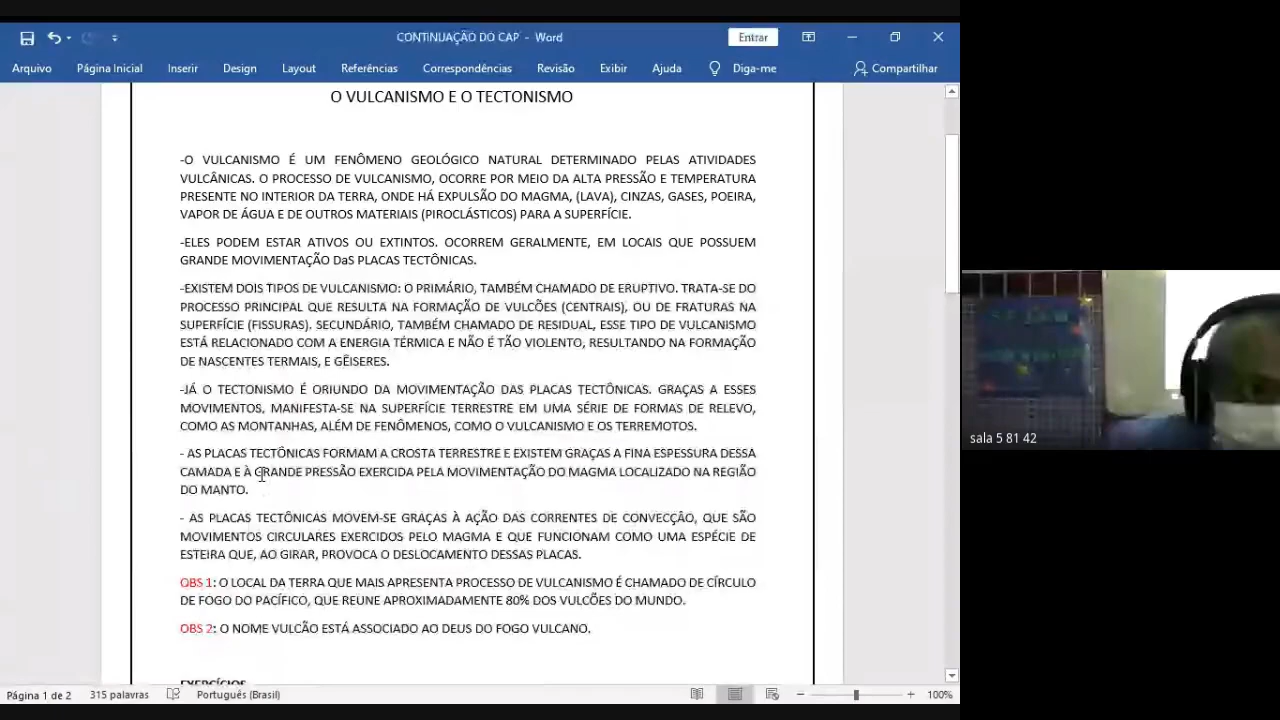 CONTINUAÇÃO DO CAP - Word
Entrar
Arquivo Página Inicial Inserir Design Layout Referências Correspondências Revisão Exibir Ajuda Diga-me Compartilhar
O VULCANISMO E O TECTONISMO
-O VULCANISMO É UM FENÔMENO GEOLÓGICO NATURAL DETERMINADO PELAS ATIVIDADES
VULCÂNICAS. O PROCESSO DE VULCANISMO, OCORRE POR MEIO DA ALTA PRESSÃO E TEMPERATURA
PRESENTE NO INTERIOR DA TERRA, ONDE HÁ EXPULSÃO DO MAGMA, (LAVA), CINZAS, GASES, POEIRA,
VAPOR DE ÁGUA E DE OUTROS MATERIAIS (PIROCLÁSTICOS) PARA A SUPERFÍCIE.
-ELES PODEM ESTAR ATIVOS OU EXTINTOS. OCORREM GERALMENTE, EM LOCAIS QUE POSSUEM
GRANDE MOVIMENTAÇÃO DaS PLACAS TECTÔNICAS.
-EXISTEM DOIS TIPOS DE VULCANISMO: O PRIMÁRIO, TAMBÉM CHAMADO DE ERUPTIVO. TRATA-SE DO
PROCESSO PRINCIPAL QUE RESULTA NA FORMAÇÃO DE VULCÕES (CENTRAIS), OU DE FRATURAS NA
SUPERFÍCIE (FISSURAS). SECUNDÁRIO, TAMBÉM CHAMADO DE RESIDUAL, ESSE TIPO DE VULCANISMO
ESTÁ RELACIONADO COM A ENERGIA TÉRMICA E NÃO É TÃO VIOLENTO, RESULTANDO NA FORMAÇÃO
DE NASCENTES TERMAIS, E GÊISERES.
-JÁ O TECTONISMO É ORIUNDO DA MOVIMENTAÇÃO DAS PLACAS TECTÔNICAS. GRAÇAS A ESSES
MOVIMENTOS, MANIFESTA-SE NA SUPERFÍCIE TERRESTRE EM UMA SÉRIE DE FORMAS DE RELEVO,
COMO AS MONTANHAS, ALÉM DE FENÔMENOS, COMO O VULCANISMO E OS TERREMOTOS.
- AS PLACAS TECTÔNICAS FORMAM A CROSTA TERRESTRE E EXISTEM GRAÇAS A FINA ESPESSURA DESSA
CAMADA E À GRANDE PRESSÃO EXERCIDA PELA MOVIMENTAÇÃO DO MAGMA LOCALIZADO NA REGIÃO
DO MANTO.
- AS PLACAS TECTÔNICAS MOVEM-SE GRAÇAS À AÇÃO DAS CORRENTES DE CONVECÇÃO, QUE SÃO
MOVIMENTOS CIRCULARES EXERCIDOS PELO MAGMA E QUE FUNCIONAM COMO UMA ESPÉCIE DE
ESTEIRA QUE, AO GIRAR, PROVOCA O DESLOCAMENTO DESSAS PLACAS.
OBS 1: O LOCAL DA TERRA QUE MAIS APRESENTA PROCESSO DE VULCANISMO É CHAMADO DE CÍRCULO
DE FOGO DO PACÍFICO, QUE REUNE APROXIMADAMENTE 80% DOS VULCÕES DO MUNDO.
OBS 2: O NOME VULCÃO ESTÁ ASSOCIADO AO DEUS DO FOGO VULCANO.
EXERCÍCIOS
Página 1 de 2 315 palavras Português (Brasil) 100%
sala 5 81 42